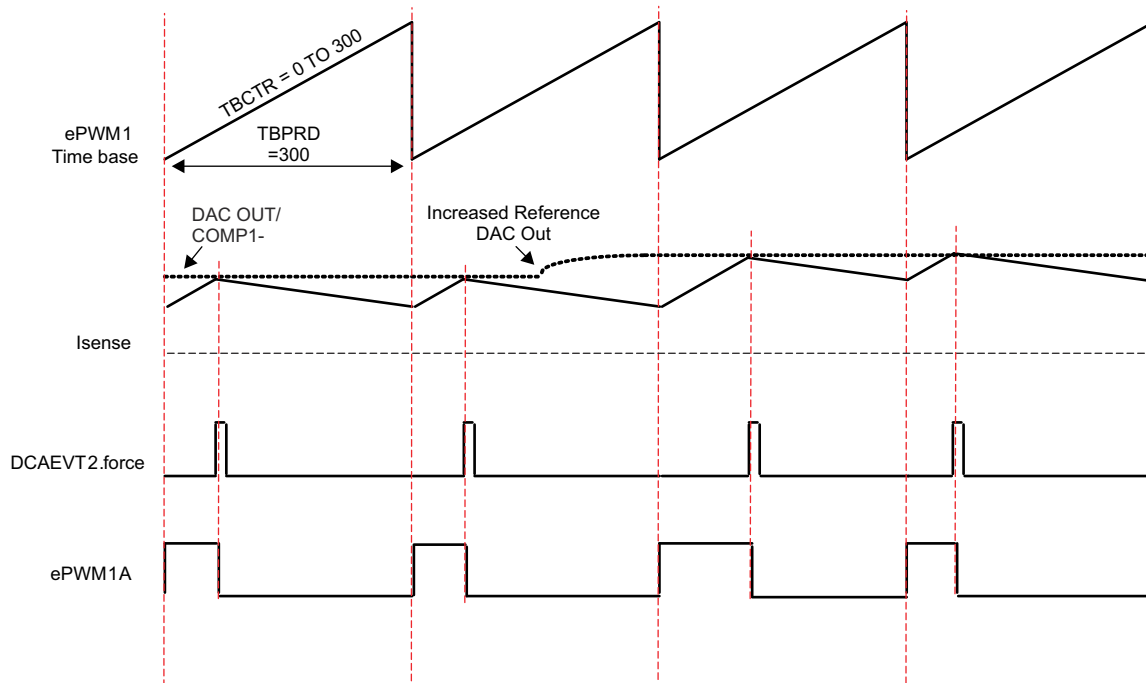 TBCTR = 0 TO 300
ePWM1
Time base
TBPRD
=300
DAC OUT/
COMP1-
Increased Reference
DAC Out
Isense
DCAEVT2.force
ePWM1A